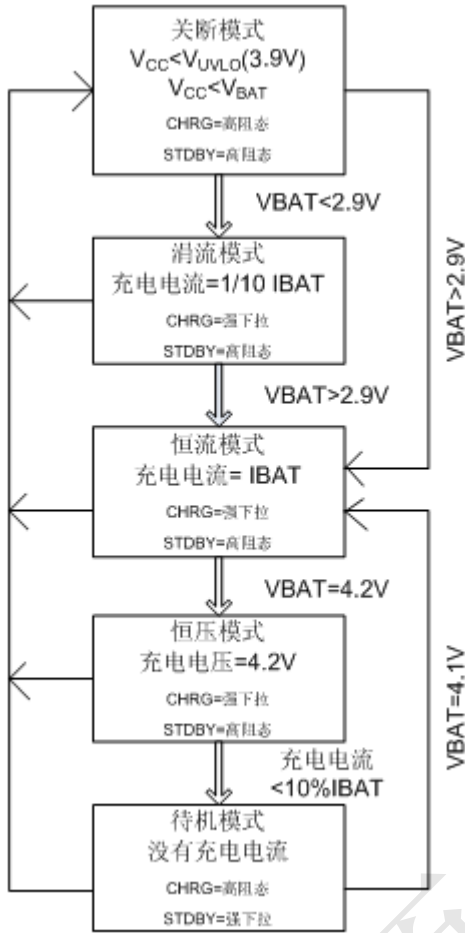 关断模式
VCC<VUVLO(3.9V)
VCC<VBAT
CHRG=高阻态
STDBY=高阻态
VBAT<2.9V
VBAT>2.9V
涓流模式
充电电流=1/10 IBAT
CHRG=强下拉
STDBY=高阻态
VBAT>2.9V
恒流模式
充电电流= IBAT
CHRG=强下拉
STDBY=高阻态
VBAT=4.2V
VBAT=4.1V
恒压模式
充电电压=4.2V
CHRG=强下拉
STDBY=高阻态
充电电流
<10%IBAT
待机模式
没有充电电流
CHRG=高阻态
STDBY=强下拉